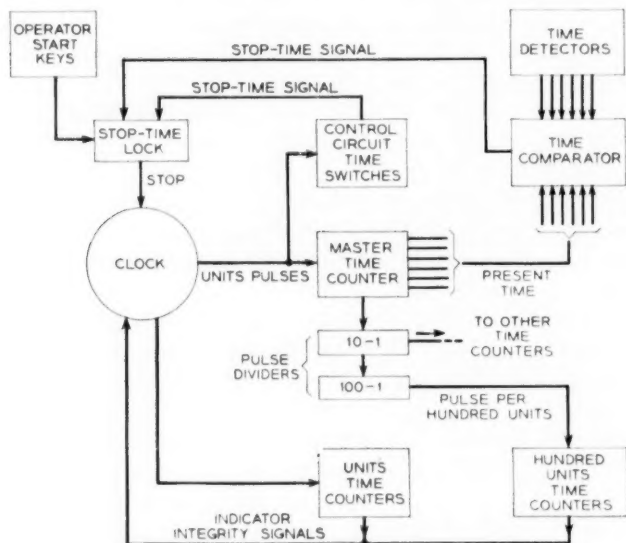 OPERATOR
START
KEYS
STOP-TIME SIGNAL
TIME
DETECTORS
STOP-TIME SIGNAL
STOP-TIME
LOCK
CONTROL
CIRCUIT
TIME
SWITCHES
TIME
COMPARATOR
STOP
CLOCK
UNITS PULSES
MASTER
TIME
COUNTER
PRESENT
TIME
10-1
TO OTHER
TIME
COUNTERS
PULSE
DIVIDERS
100-1
PULSE PER
HUNDRED UNITS
UNITS
TIME
COUNTERS
HUNDRED
UNITS
TIME
COUNTERS
INDICATOR
INTEGRITY SIGNALS